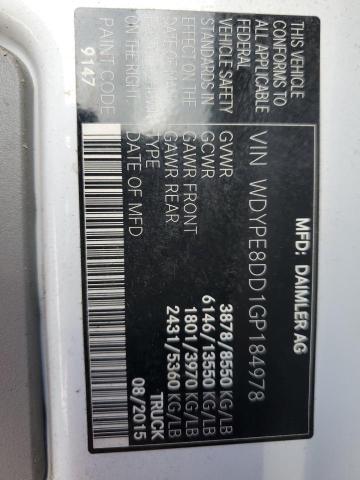 MFD: DAIMLER AG
VIN WDYPE8DD1GP184978
GVWR 3878/8550 KG/LB
GCWR 6146/13550 KG/LB
GAWR FRONT 1801/3970 KG/LB
GAWR REAR 2431/5360 KG/LB
TYPE TRUCK
DATE OF MFD 08/2015
THIS VEHICLE
CONFORMS TO
ALL APPLICABLE
FEDERAL
VEHICLE SAFETY
STANDARDS IN
EFFECT ON THE
DATE OF
ON THE RIGHT
PAINT CODE
9147